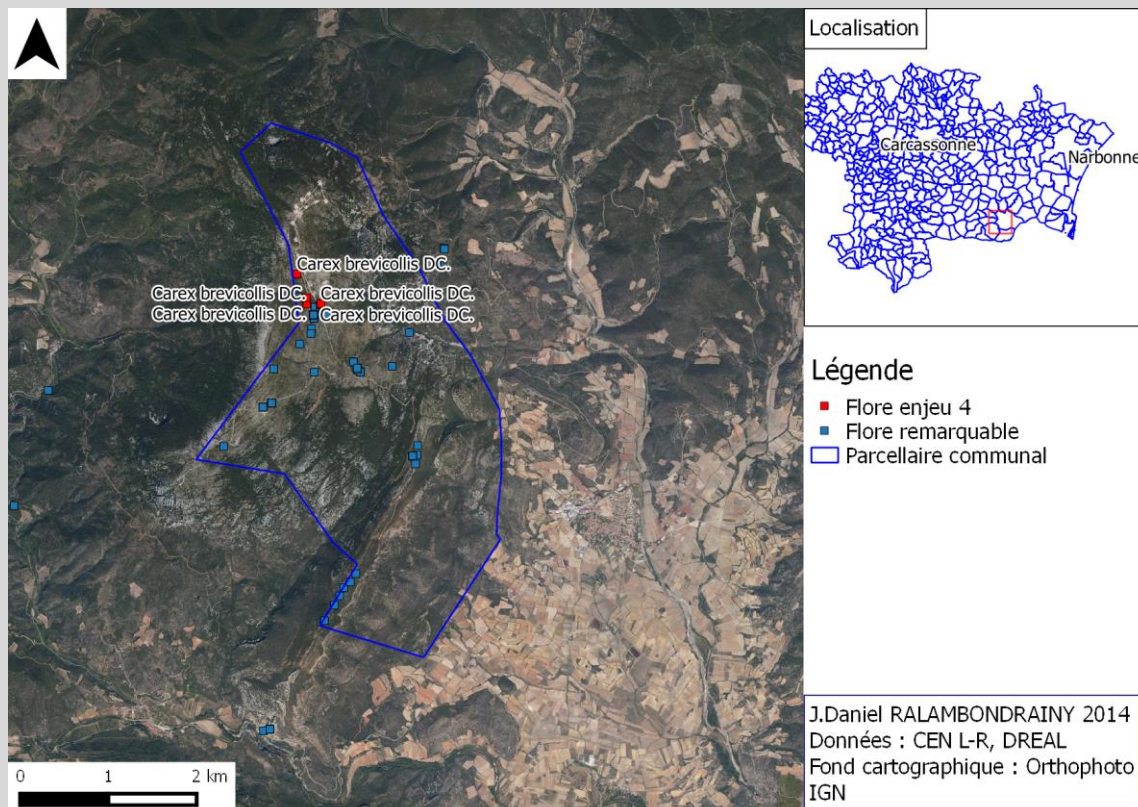 Localisation
Carcassonne
Narbonne
Carex brevicollis DC.
Carex brevicollis DC. Carex brevicollis DC.
Carex brevicollis DC. Carex brevicollis DC.
Légende
Flore enjeu 4
Flore remarquable
Parcellaire communal
0 1 2 km
J.Daniel RALAMBONDRAINY 2014
Données : CEN L-R, DREAL
Fond cartographique : Orthophoto
IGN